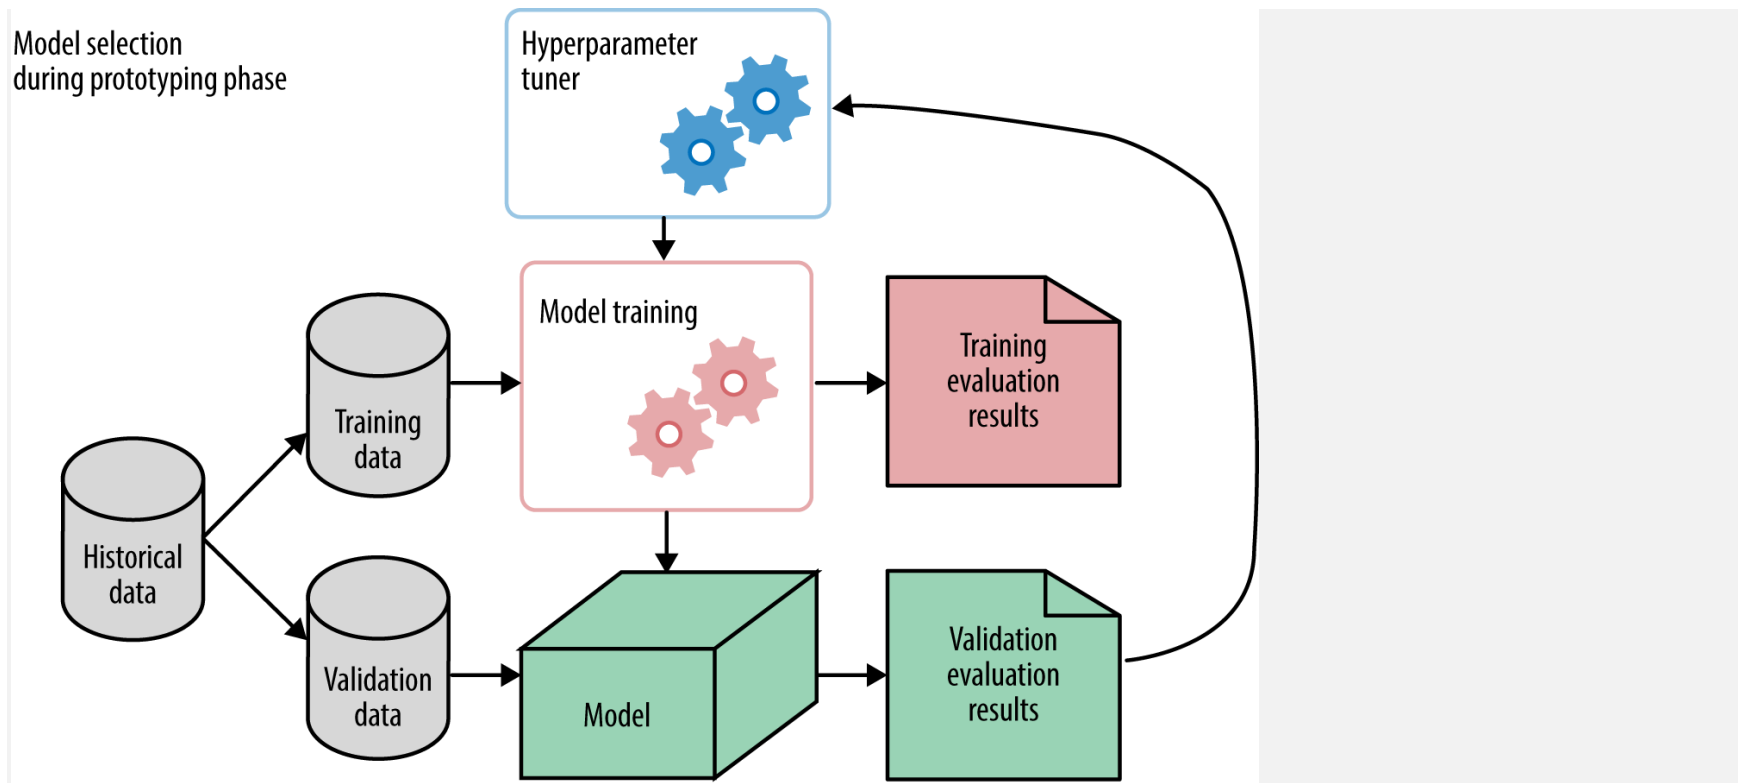 Model selection
during prototyping phase
Hyperparameter
tuner
Model training
Training
evaluation
results
Training
data
Historical
data
Validation
data
Model
Validation
evaluation
results